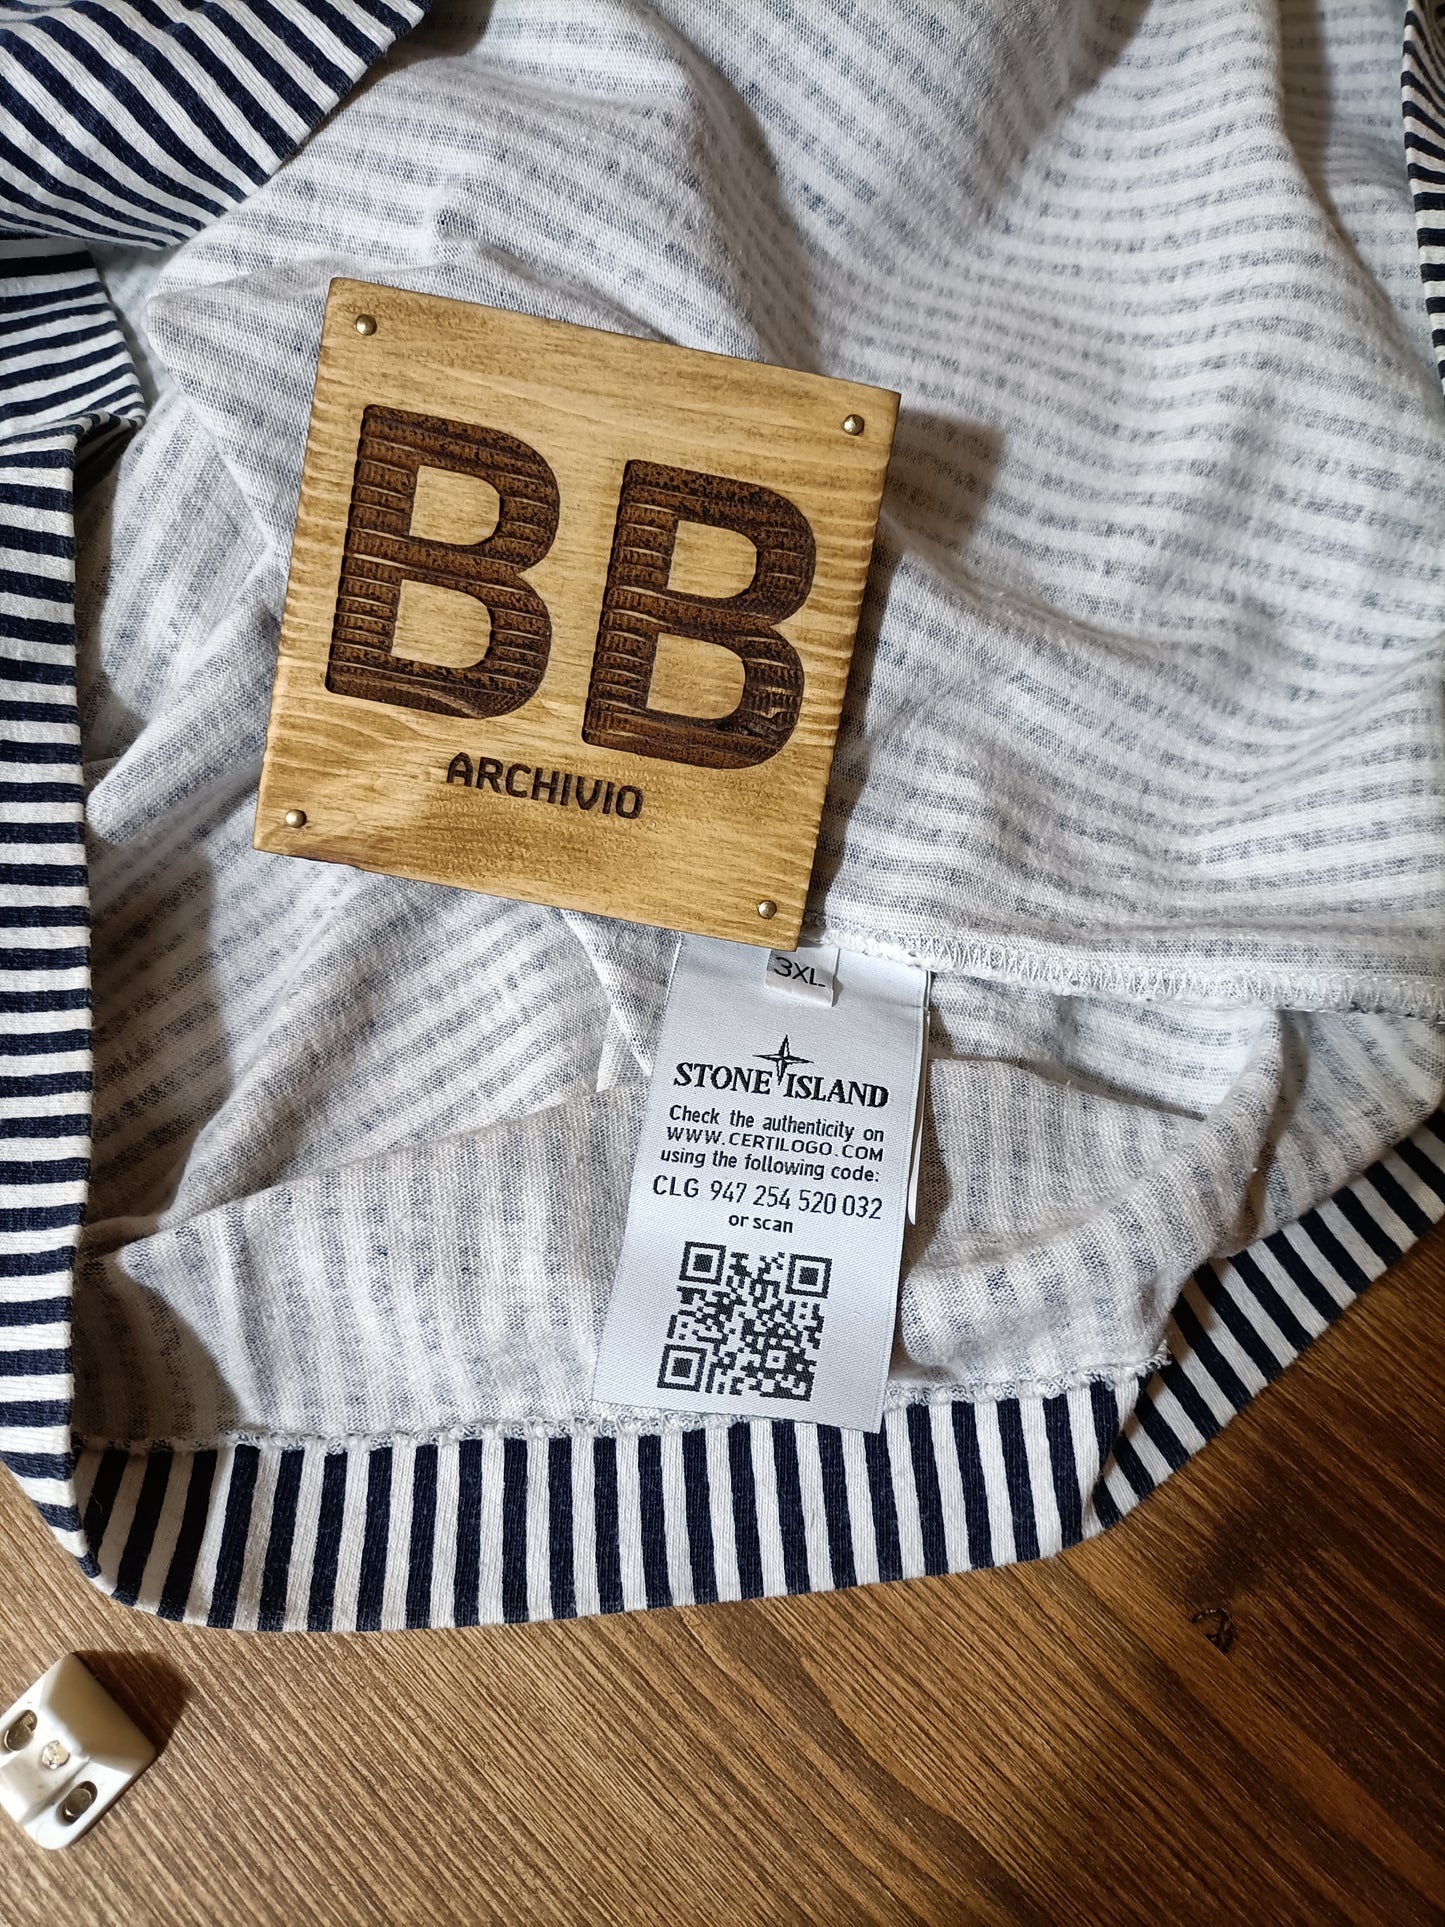 BB
ARCHIVIO
3XL
STONE ISLAND
Check the authenticity on
WWW.CERTILOGO.COM
using the following code:
CLG 947 254 520 032
or scan